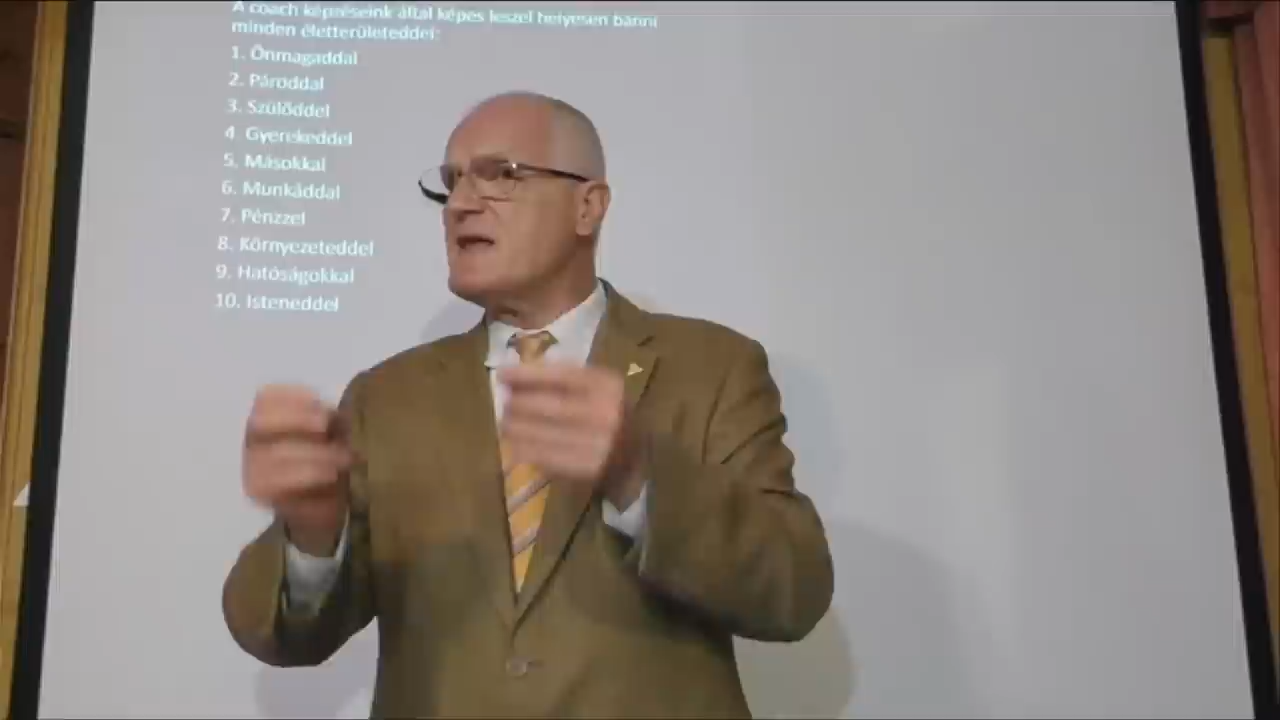 A coach képzéseink által képes leszel helyesen bánni
minden életterületeddel:
1. Önmagaddal
2. Pároddal
3. Szülőddel
4 Gyerekeddel
5. Másokkal
6. Munkáddal
7. Pénzzel
8. Környezeteddel
9. Hatóságokkal
10. Isteneddel